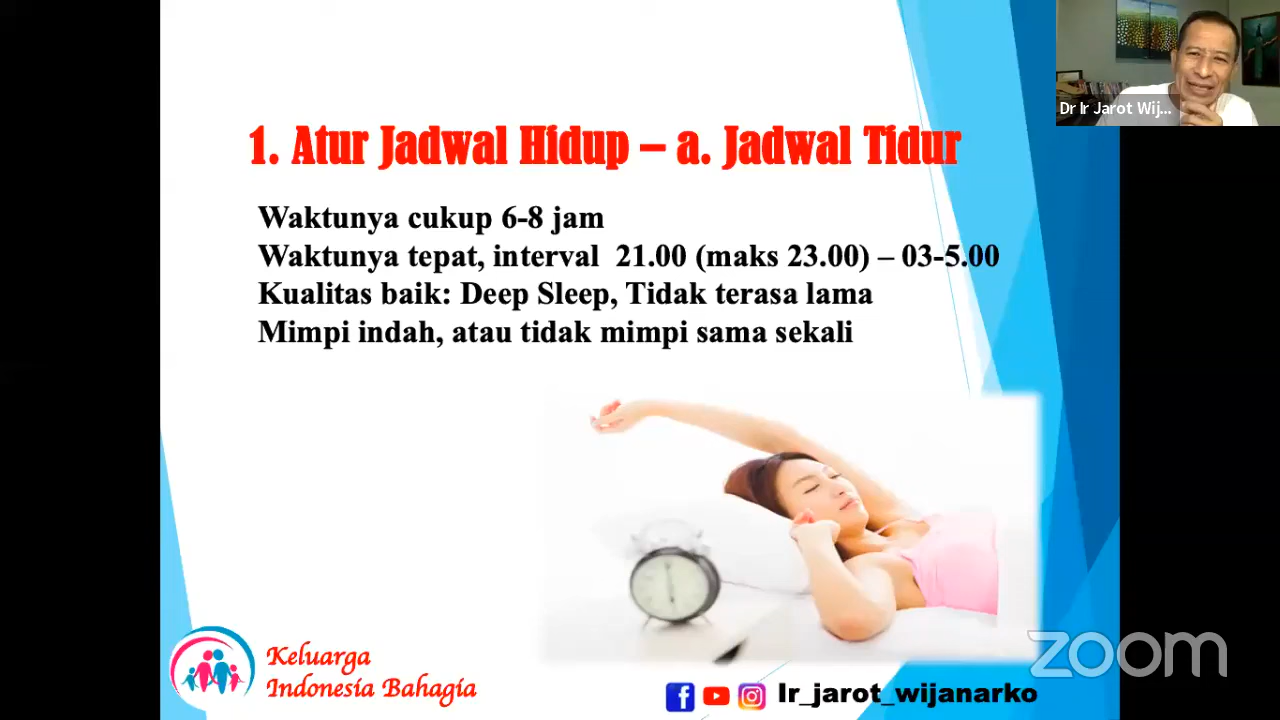 Dr Ir Jarot Wij...
1. Atur Jadwal Hidup – a. Jadwal Tidur
Waktunya cukup 6-8 jam
Waktunya tepat, interval  21.00 (maks 23.00) – 03-5.00
Kualitas baik: Deep Sleep, Tidak terasa lama
Mimpi indah, atau tidak mimpi sama sekali
Keluarga
Indonesia Bahagia
Ir_jarot_wijanarko
zoom